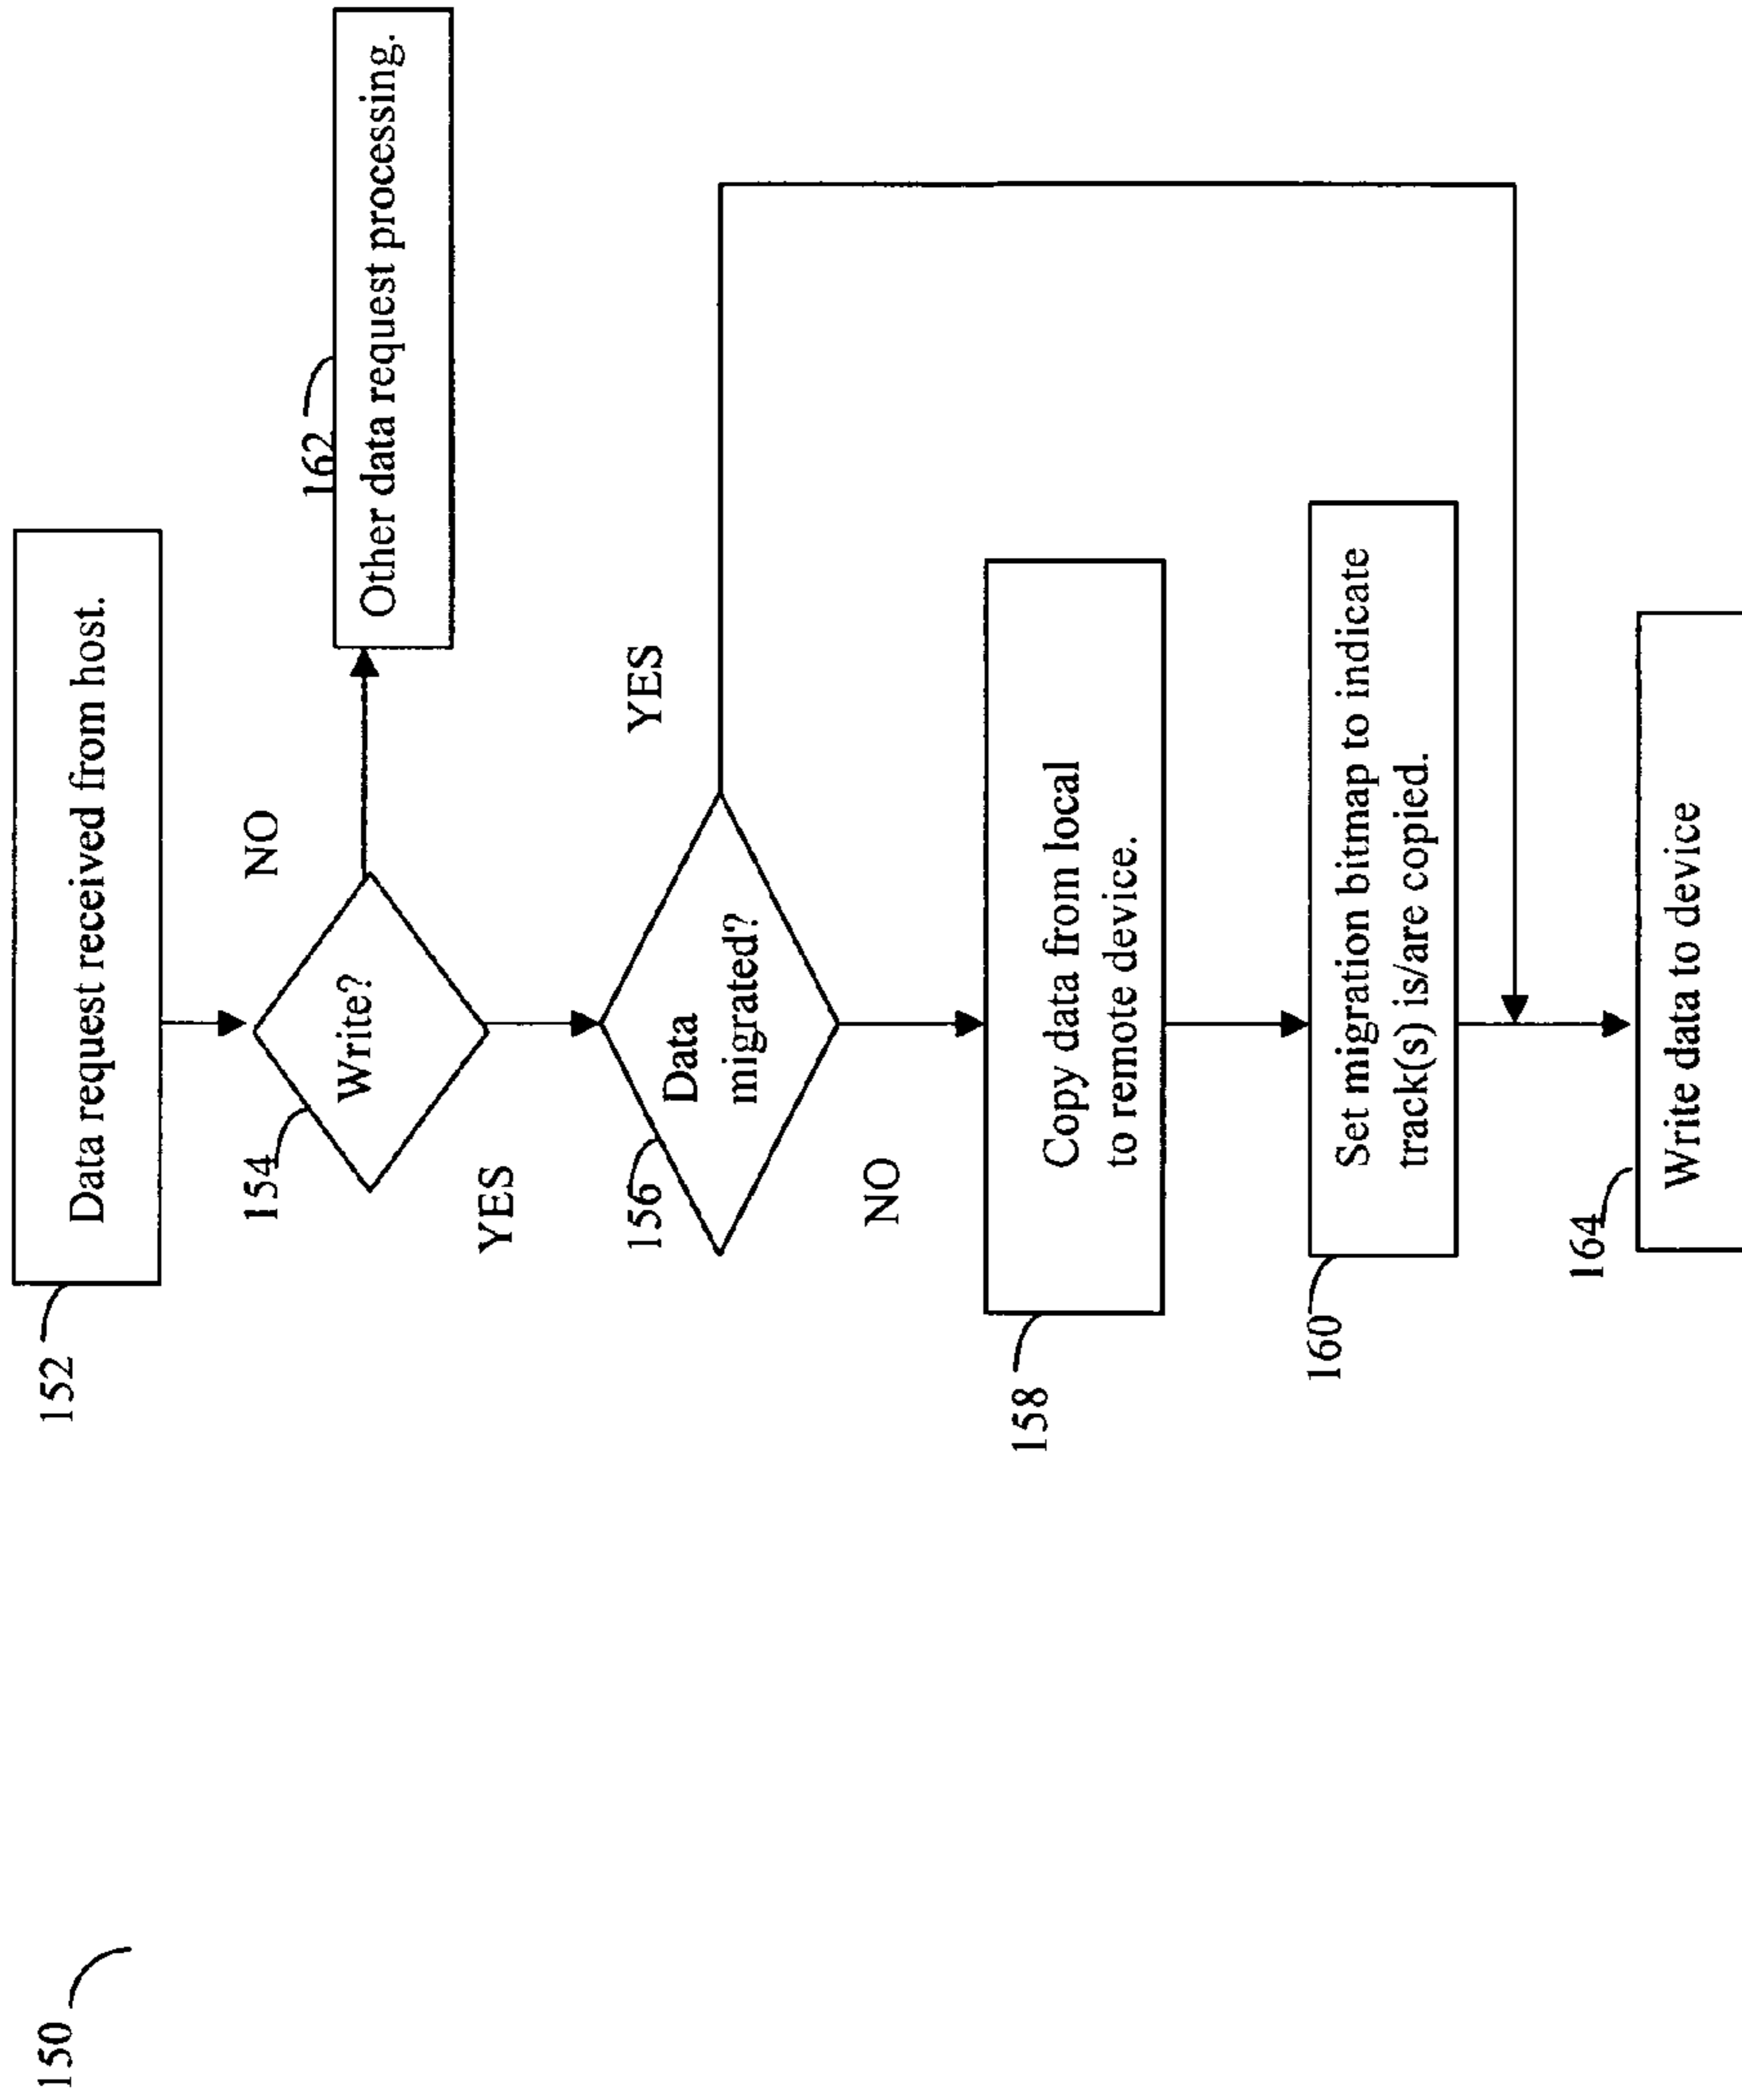 150
152
Data request received from host.
154
Write?
NO
162
Other data request processing.
YES
156
Data
migrated?
YES
NO
158
Copy data from local
to remote device.
160
Set migration bitmap to indicate
track(s) is/are copied.
164
Write data to device